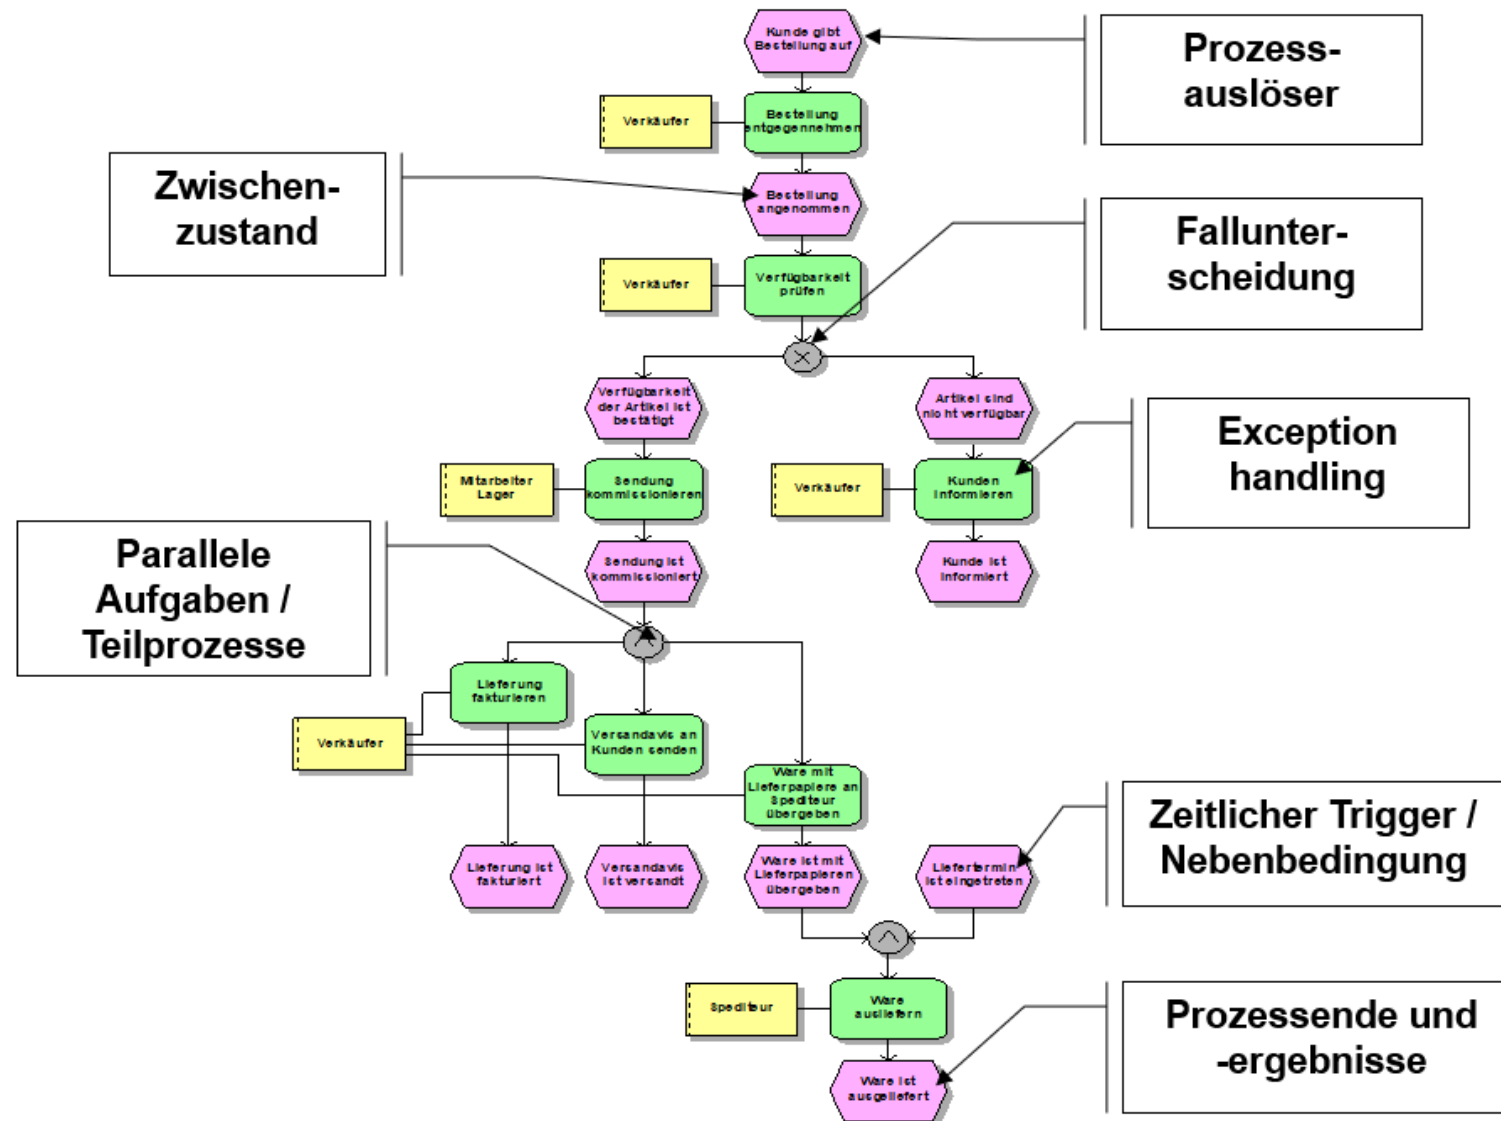 Kunde gibt
Bestellung auf
Prozess-
auslöser
Verkäufer
Bestellung
entgegennehmen
Zwischen-
zustand
Bestellung
angenommen
Fallunter-
scheidung
Verkäufer
Verfügbarkeit
prüfen
Verfügbarkeit
der Artikel ist
bestätigt
Artikel sind
nicht verfügbar
Exception
handling
Mitarbeiter
Lager
Sendung
kommissionieren
Verkäufer
Kunden
informieren
Parallele
Aufgaben /
Teilprozesse
Sendung ist
kommissioniert
Kunde ist
informiert
Lieferung
fakturieren
Verkäufer
Versandavis an
Kunden senden
Ware mit
Lieferpapiere an
Spediteur
übergeben
Zeitlicher Trigger /
Nebenbedingung
Lieferung ist
fakturiert
Versandavis
ist versandt
Ware ist mit
Lieferpapieren
übergeben
Liefertermin
ist eingetreten
Spediteur
Ware
ausliefern
Prozessende und
-ergebnisse
Ware ist
ausgeliefert